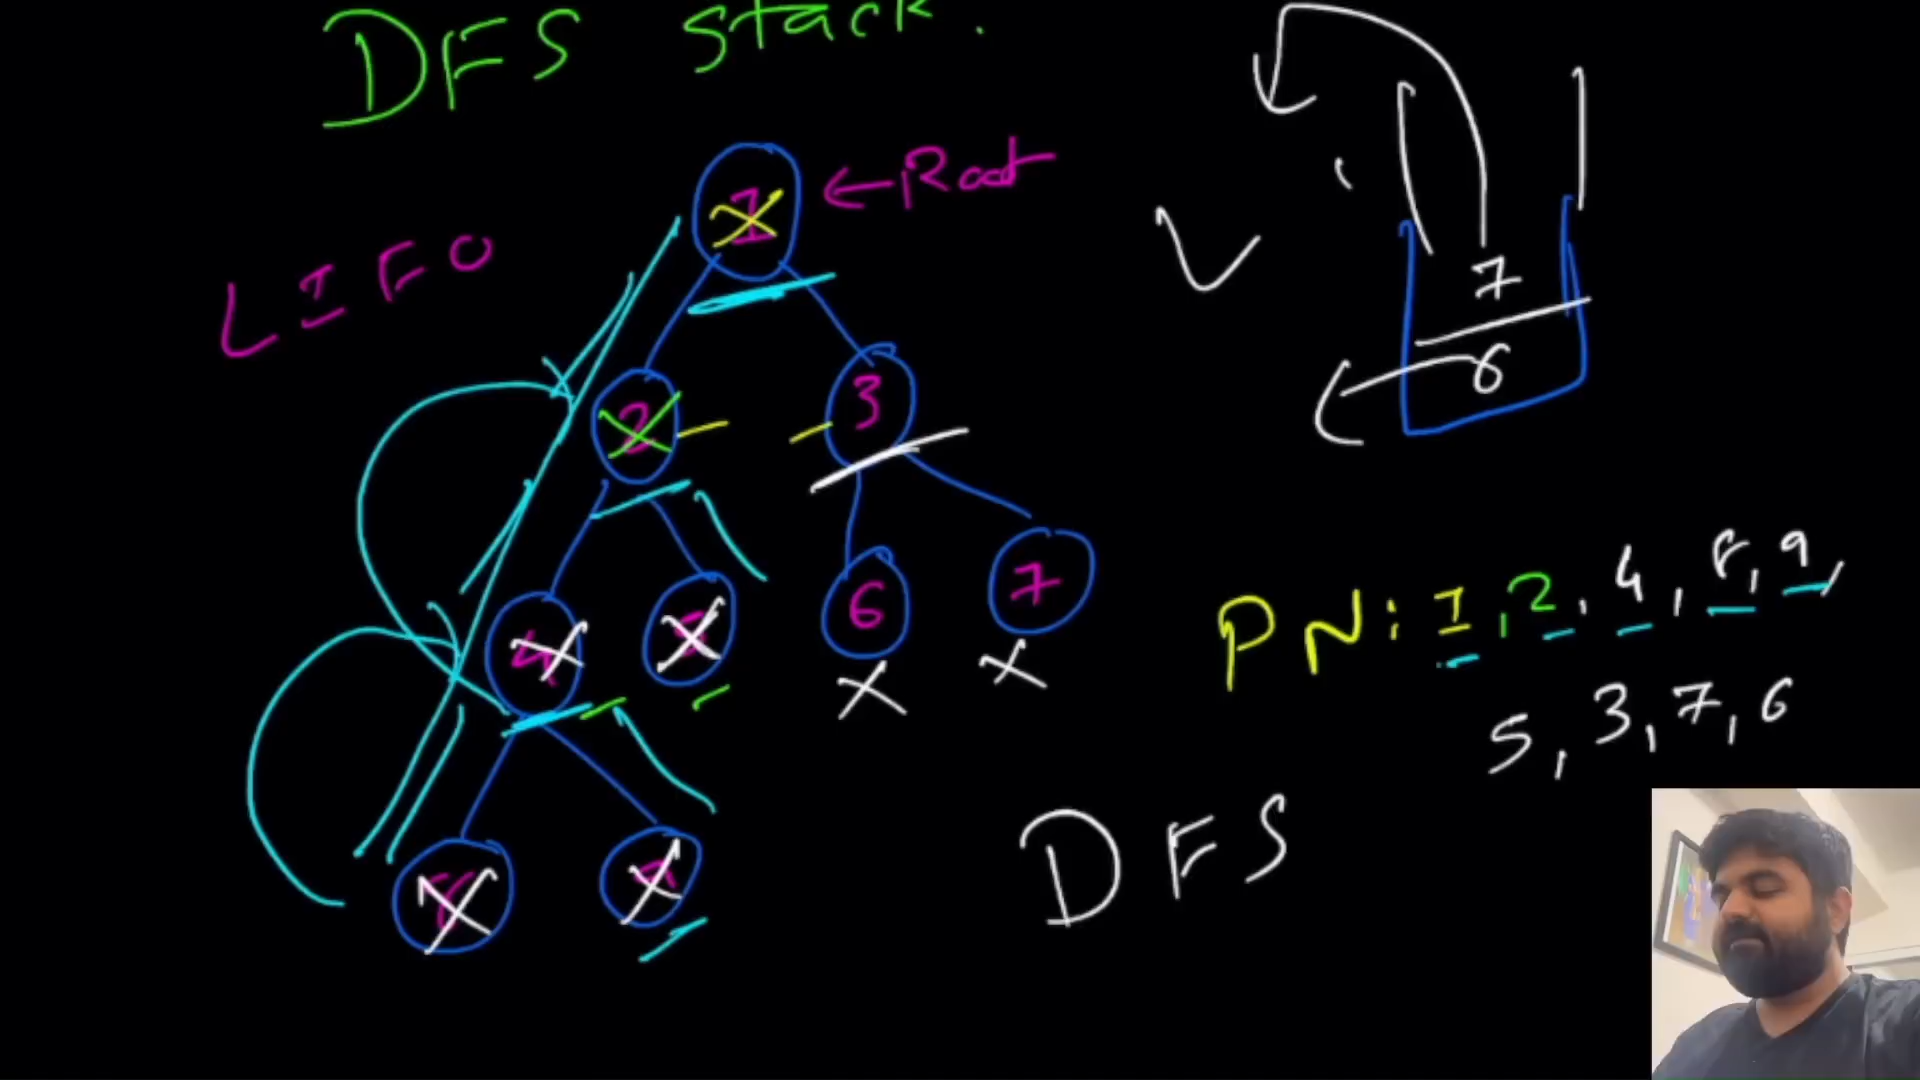 DFS stack.
LIFO
1 ← Root
2 3
4 5 6 7
7
6
PN: 1, 2, 4, 8, 9,
5, 3, 7, 6
8 9
DFS